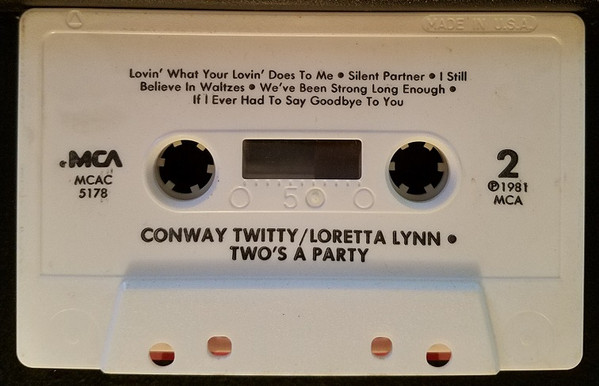 MADE IN U.S.A.
Lovin' What Your Lovin' Does To Me • Silent Partner • I Still
Believe In Waltzes • We've Been Strong Long Enough •
If I Ever Had To Say Goodbye To You
MCA
MCAC
5178
2
℗1981
MCA
5
CONWAY TWITTY/LORETTA LYNN •
TWO'S A PARTY